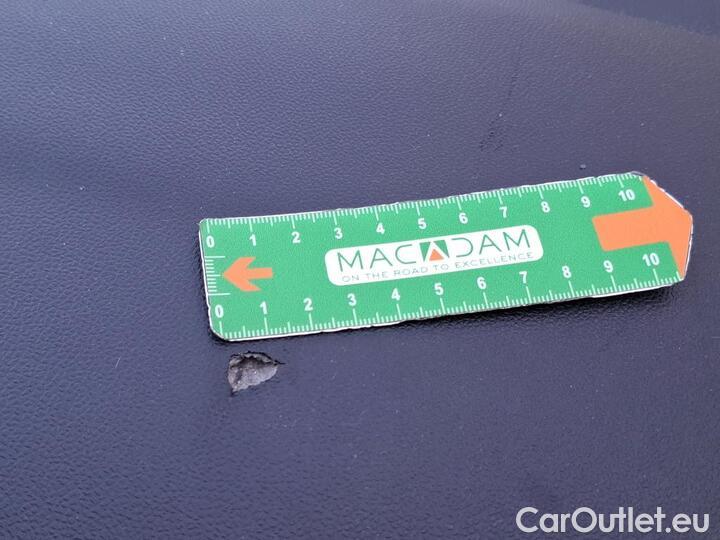 0 1 2 3 4 5 6 7 8 9 10
MACADAM
ON THE ROAD TO EXCELLENCE
0 1 2 3 4 5 6 7 8 9 10
CarOutlet.eu